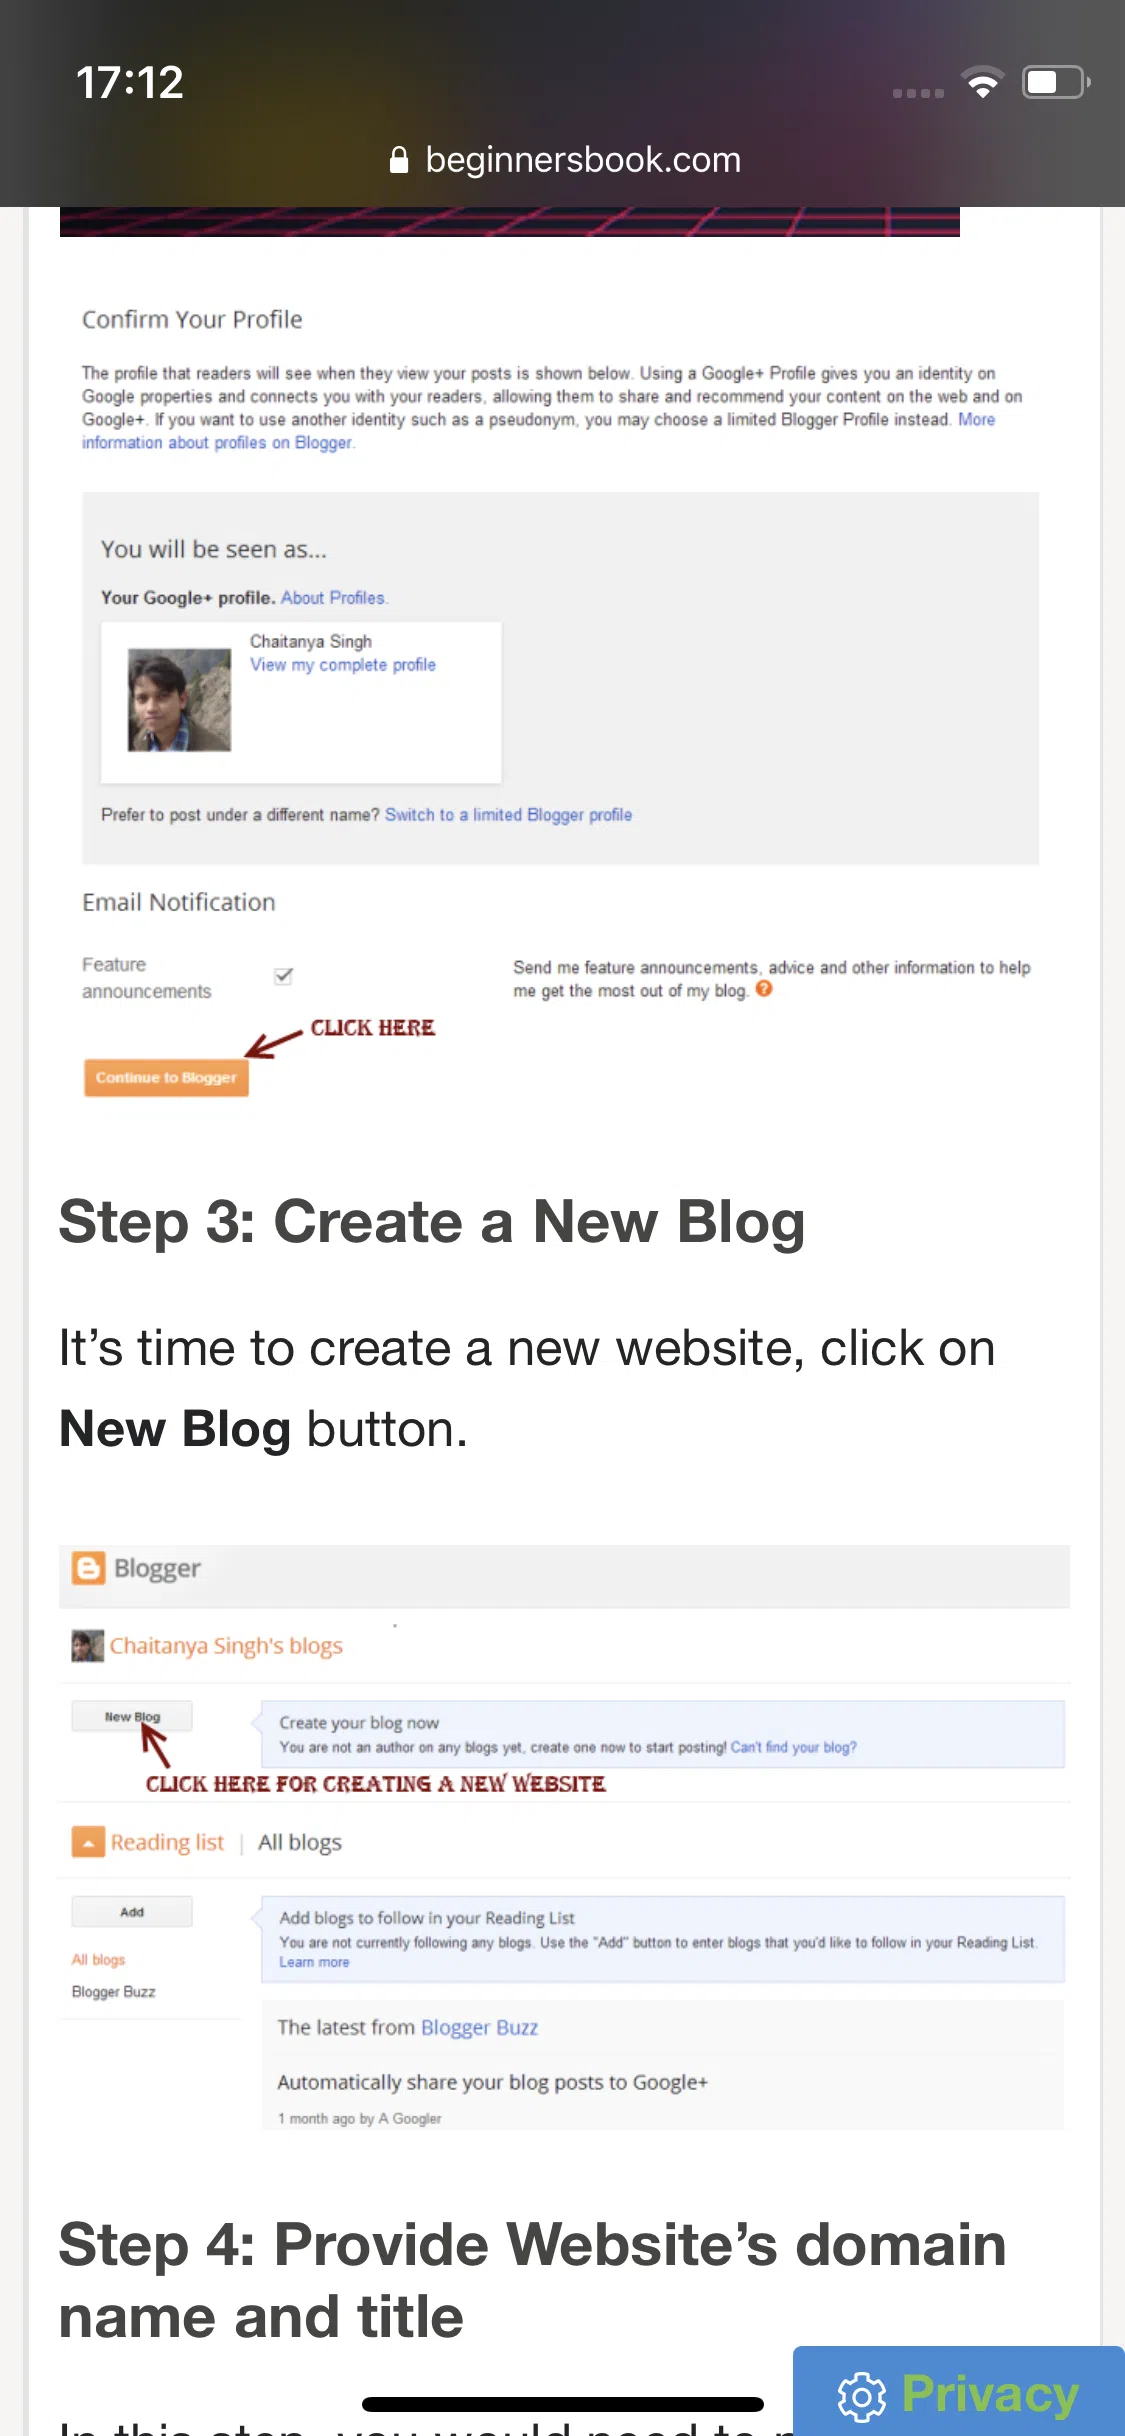 17:12
beginnersbook.com
Confirm Your Profile
The profile that readers will see when they view your posts is shown below. Using a Google+ Profile gives you an identity on
Google properties and connects you with your readers, allowing them to share and recommend your content on the web and on
Google+. If you want to use another identity such as a pseudonym, you may choose a limited Blogger Profile instead. More
information about profiles on Blogger.
You will be seen as...
Your Google+ profile. About Profiles.
Chaitanya Singh
View my complete profile
Prefer to post under a different name? Switch to a limited Blogger profile
Email Notification
Feature
announcements
Send me feature announcements, advice and other information to help
me get the most out of my blog.
CLICK HERE
Continue to Blogger
Step 3: Create a New Blog
It’s time to create a new website, click on
New Blog button.
Blogger
Chaitanya Singh's blogs
New Blog
Create your blog now
You are not an author on any blogs yet, create one now to start posting! Can't find your blog?
CLICK HERE FOR CREATING A NEW WEBSITE
Reading list | All blogs
Add
Add blogs to follow in your Reading List
You are not currently following any blogs. Use the "Add" button to enter blogs that you'd like to follow in your Reading List.
Learn more
All blogs
Blogger Buzz
The latest from Blogger Buzz
Automatically share your blog posts to Google+
1 month ago by A Googler
Step 4: Provide Website’s domain
name and title
Privacy
In this step, you would need to